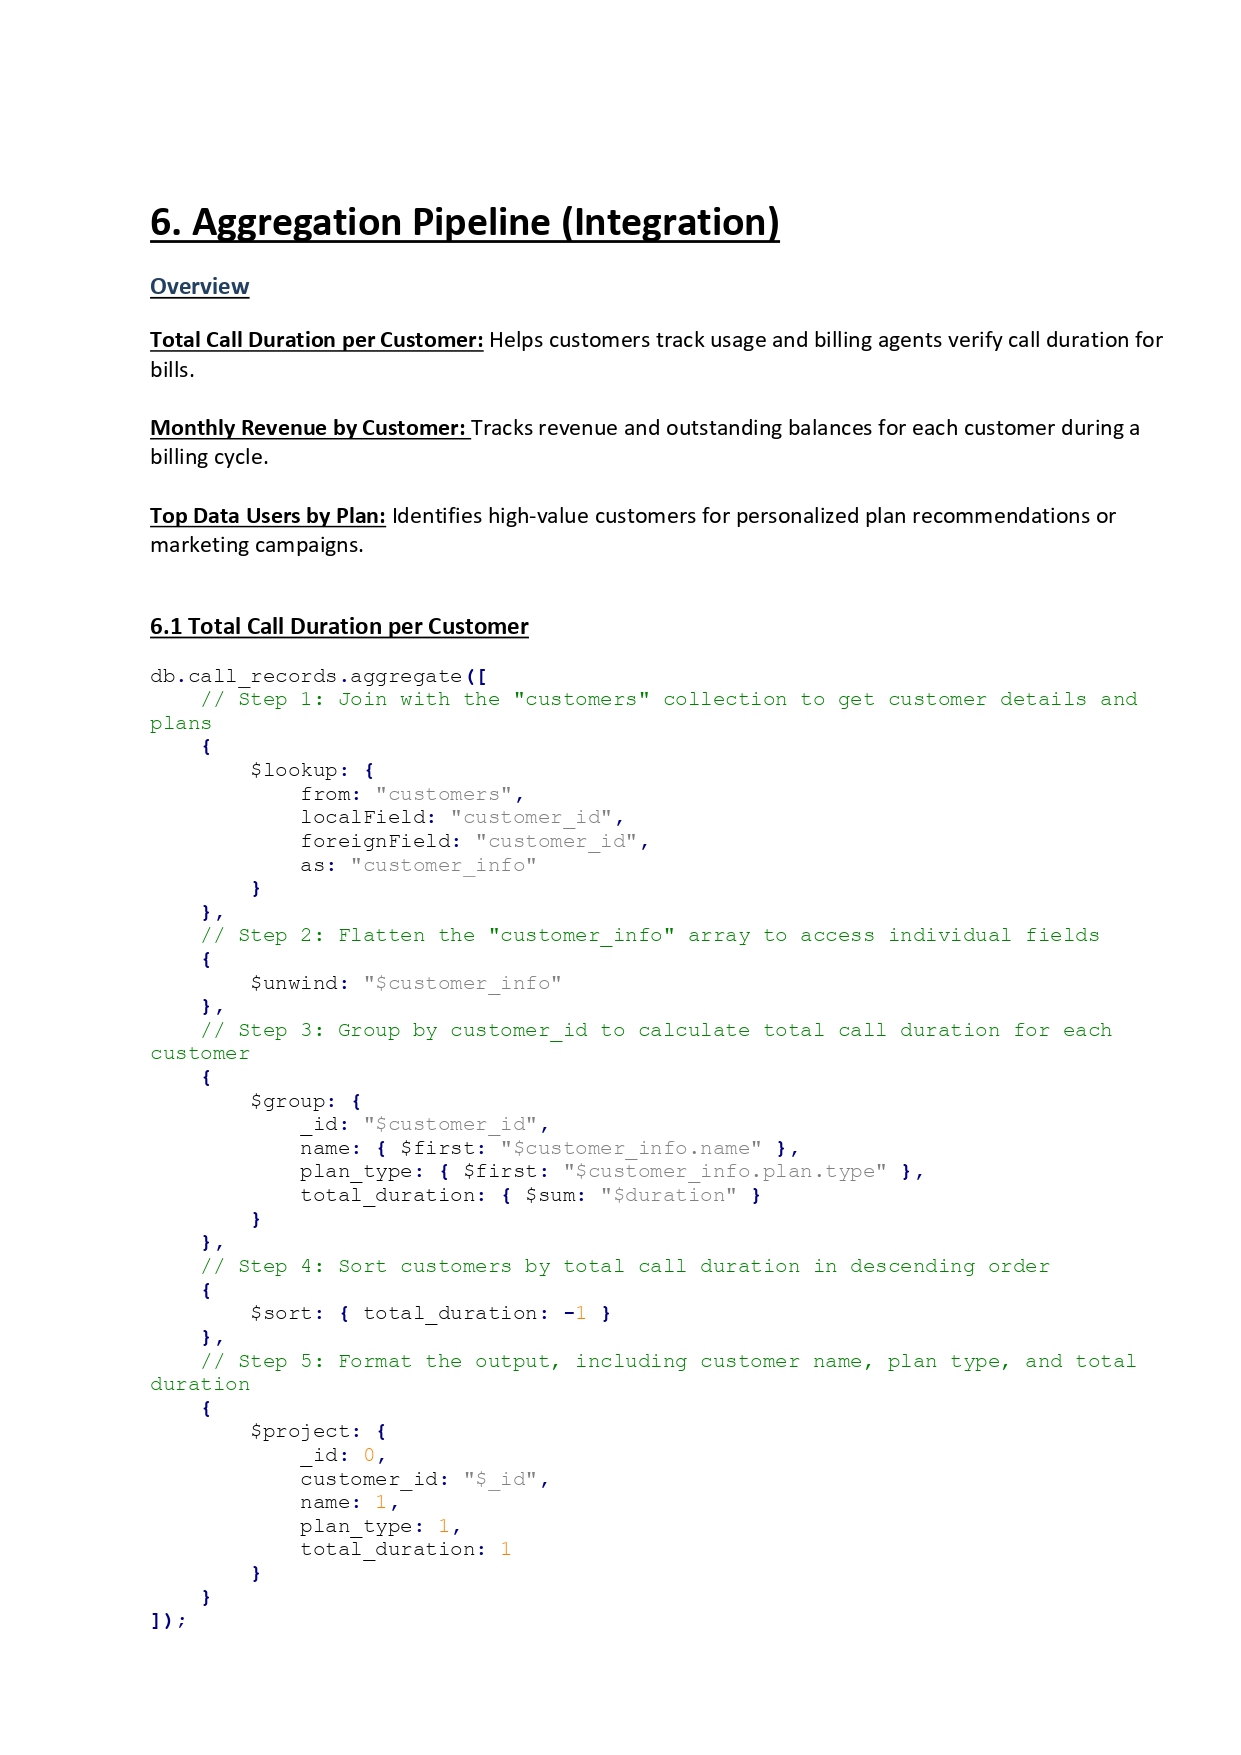 6. Aggregation Pipeline (Integration)
Overview
Total Call Duration per Customer: Helps customers track usage and billing agents verify call duration for
bills.
Monthly Revenue by Customer: Tracks revenue and outstanding balances for each customer during a
billing cycle.
Top Data Users by Plan: Identifies high-value customers for personalized plan recommendations or
marketing campaigns.
6.1 Total Call Duration per Customer
db.call_records.aggregate([
    // Step 1: Join with the "customers" collection to get customer details and
plans
    {
        $lookup: {
            from: "customers",
            localField: "customer_id",
            foreignField: "customer_id",
            as: "customer_info"
        }
    },
    // Step 2: Flatten the "customer_info" array to access individual fields
    {
        $unwind: "$customer_info"
    },
    // Step 3: Group by customer_id to calculate total call duration for each
customer
    {
        $group: {
            _id: "$customer_id",
            name: { $first: "$customer_info.name" },
            plan_type: { $first: "$customer_info.plan.type" },
            total_duration: { $sum: "$duration" }
        }
    },
    // Step 4: Sort customers by total call duration in descending order
    {
        $sort: { total_duration: -1 }
    },
    // Step 5: Format the output, including customer name, plan type, and total
duration
    {
        $project: {
            _id: 0,
            customer_id: "$_id",
            name: 1,
            plan_type: 1,
            total_duration: 1
        }
    }
]);